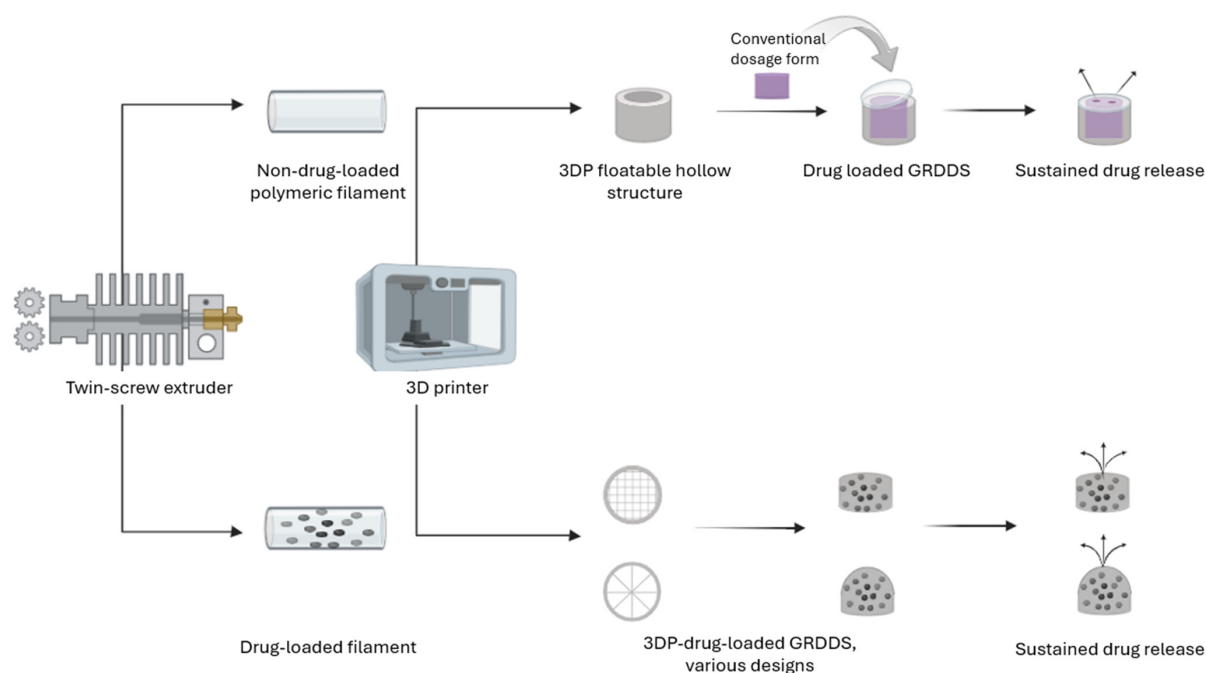 Conventional
dosage form
Non-drug-loaded
polymeric filament
3DP floatable hollow
structure
Drug loaded GRDDS
Sustained drug release
Twin-screw extruder
3D printer
Drug-loaded filament
3DP-drug-loaded GRDDS,
various designs
Sustained drug release